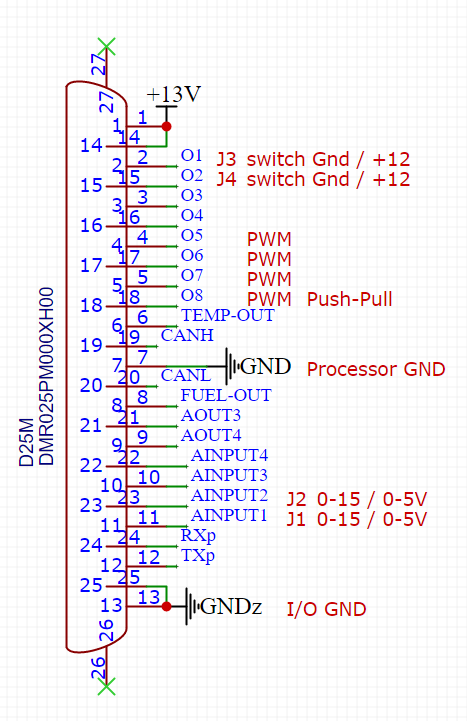 27
27
+13V
1 1
14 14
2 2 O1 J3 switch Gnd / +12
15 15 O2 J4 switch Gnd / +12
3 3 O3
16 16 O4
4 4 O5 PWM
17 17 O6 PWM
5 5 O7 PWM
18 18 O8 PWM Push-Pull
6 6 TEMP-OUT
19 19 CANH
7 7 GND Processor GND
20 20 CANL
8 8 FUEL-OUT
21 21 AOUT3
9 9 AOUT4
22 22 AINPUT4
10 10 AINPUT3
23 23 AINPUT2 J2 0-15 / 0-5V
11 11 AINPUT1 J1 0-15 / 0-5V
24 24 RXp
12 12 TXp
25 25
13 13 GNDz I/O GND
26
26
D25M
DMR025PM000XH00